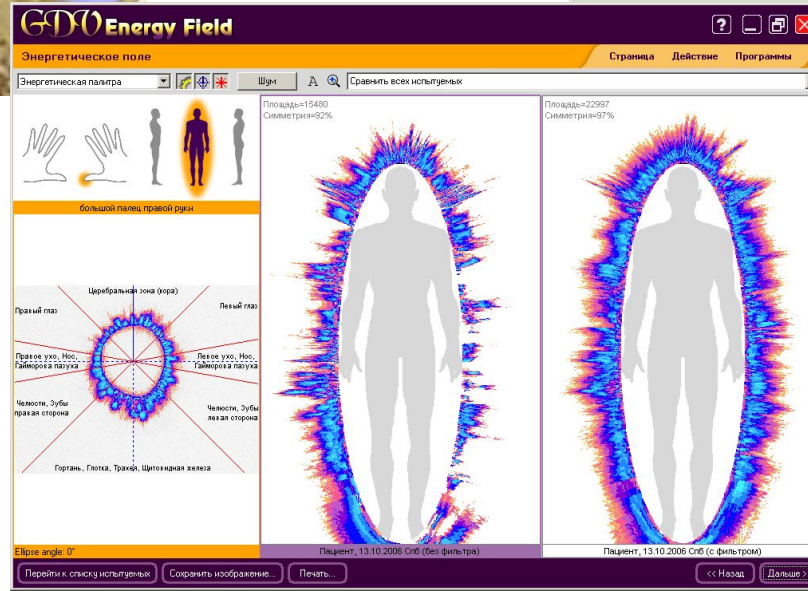 GDV Energy Field
Энергетическое поле
Страница Действие Программы
Энергетическая палитра
Шум
A
Сравнить всех испытуемых
большой палец правой руки
Церебральная зона (кора)
Правый глаз
Левый глаз
Правое ухо, Нос,
Гайморова пазуха
Левое ухо, Нос,
Гайморова пазуха
Челюсти, Зубы
правая сторона
Челюсти, Зубы
левая сторона
Гортань, Глотка, Трахея, Щитовидная железа
Ellipse angle: 0°
Площадь=15480
Симметрия=92%
Пациент, 13.10.2006 Спб (без фильтра)
Площадь=22997
Симметрия=97%
Пациент, 13.10.2006 Спб (с фильтром)
Перейти к списку испытуемых
Сохранить изображение...
Печать...
<< Назад
Дальше >